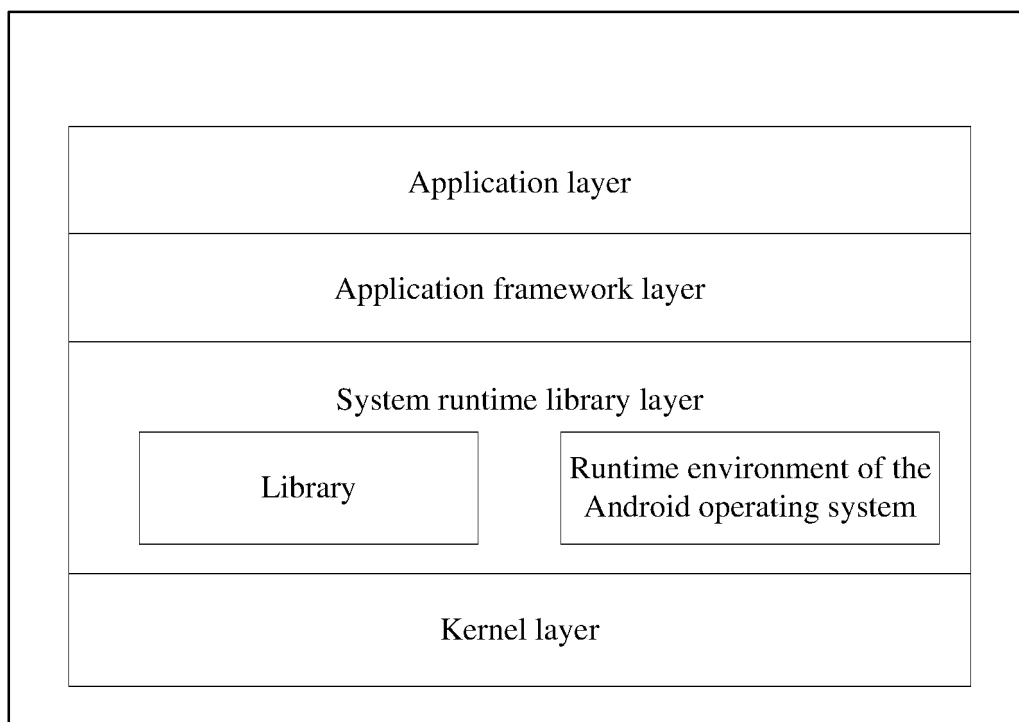 Application layer
Application framework layer
System runtime library layer
Library
Runtime environment of the
Android operating system
Kernel layer